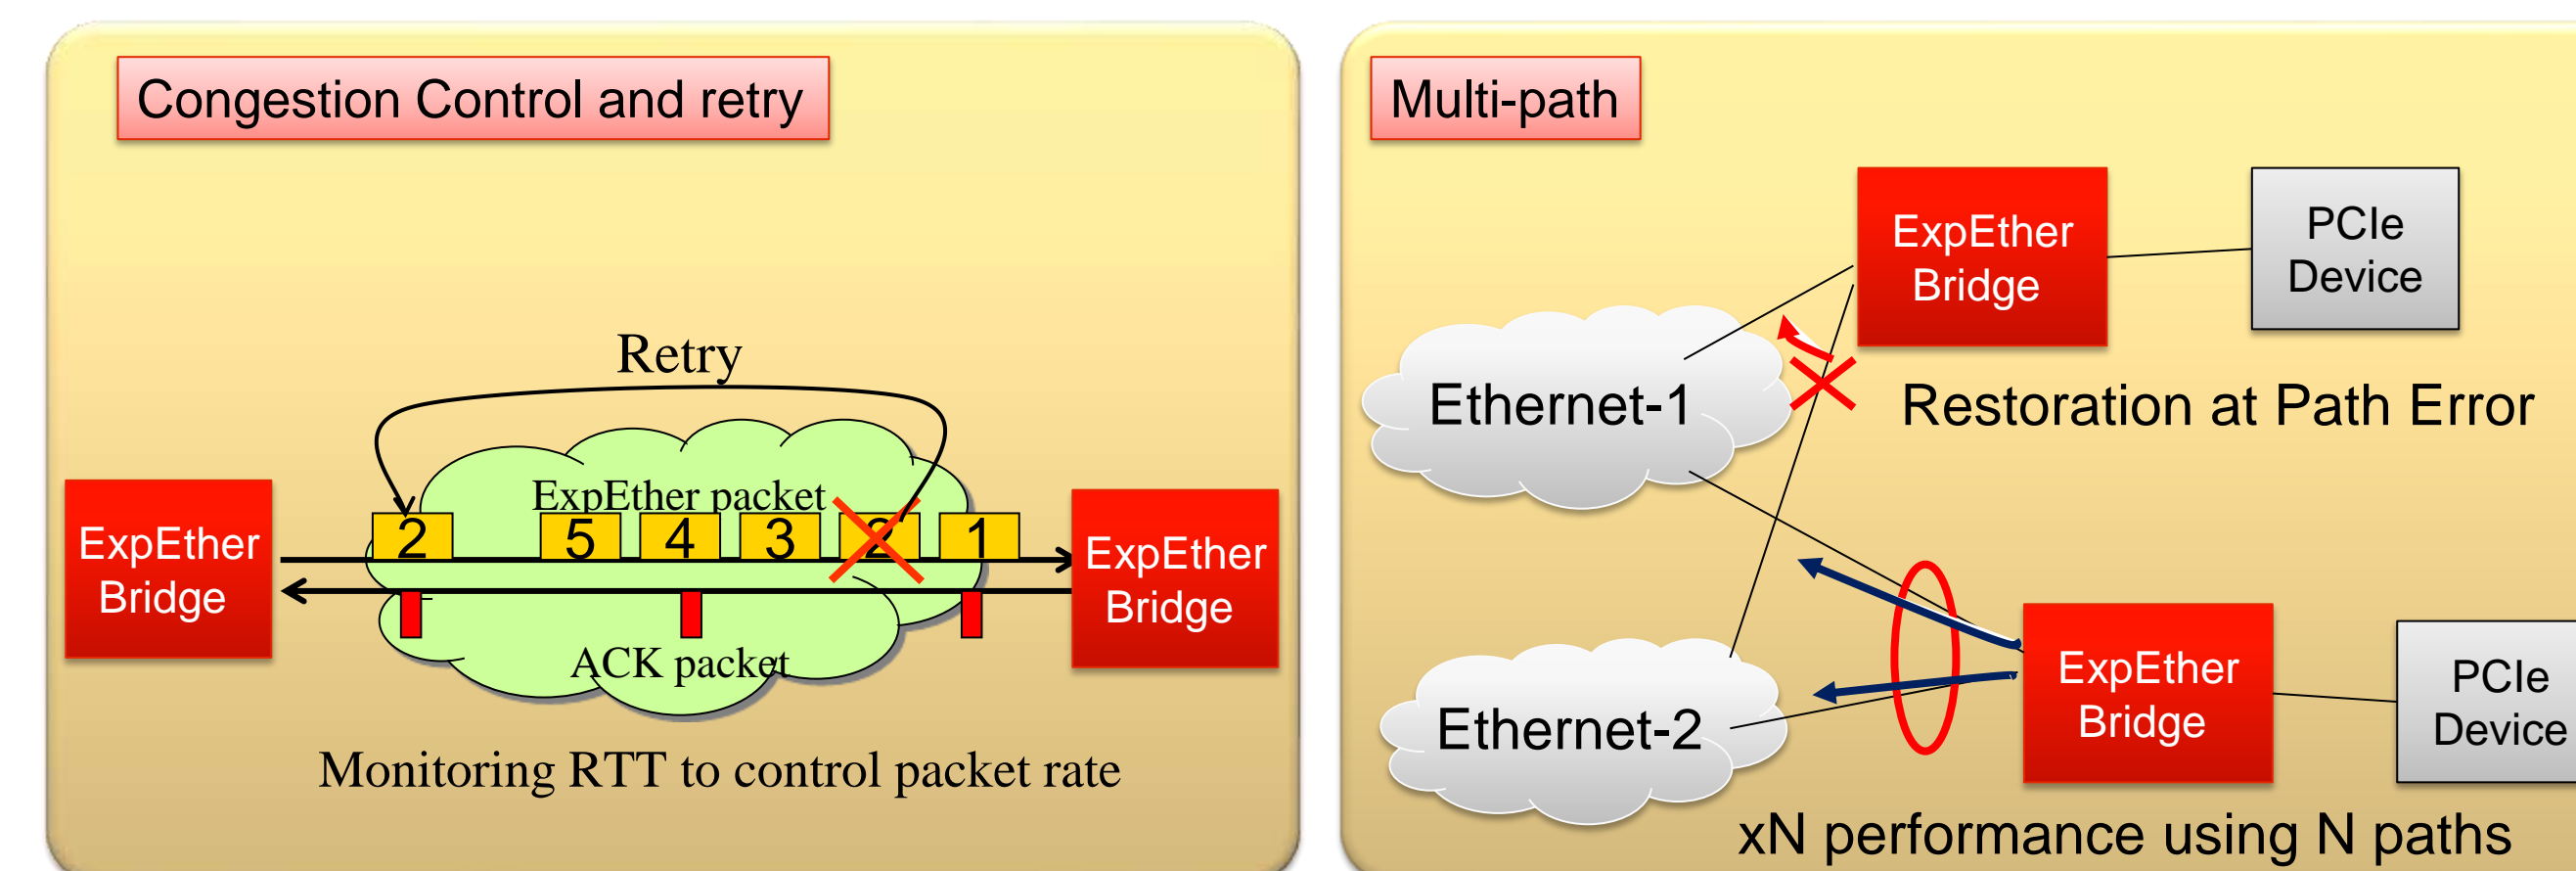 Congestion Control and retry
Retry
ExpEther packet
2 5 4 3 2 1
ExpEther
Bridge
ExpEther
Bridge
ACK packet
Monitoring RTT to control packet rate
Multi-path
ExpEther
Bridge
PCIe
Device
Ethernet-1
Restoration at Path Error
Ethernet-2
ExpEther
Bridge
PCIe
Device
xN performance using N paths